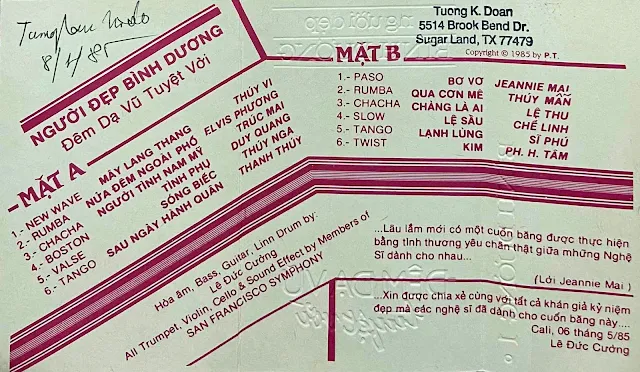 8/4/85
Tuong K. Doan
5514 Brook Bend Dr.
Sugar Land, TX 77479
Copyright © 1985 by P.T.
NGƯỜI ĐẸP BÌNH DƯƠNG
Đêm Dạ Vũ Tuyệt Vời
MẶT A
1.- NEW WAVE MÂY LANG THANG THÚY VI
2.- RUMBA NỬA ĐÊM NGOÀI PHỐ ELVIS PHƯƠNG
3.- CHACHA NGƯỜI TÌNH NAM MỸ TRÚC MAI
4.- BOSTON TÌNH PHỤ DUY QUANG
5.- VALSE SÓNG BIẾC THÚY NGA
6.- TANGO SAU NGÀY HÀNH QUÂN THANH THÚY
MẶT B
1.- PASO BƠ VƠ JEANNIE MAI
2.- RUMBA QUA CƠN MÊ THÚY MẪN
3.- CHACHA CHÀNG LÀ AI LỆ THU
4.- SLOW LỆ SẦU CHẾ LINH
5.- TANGO LẠNH LÙNG SĨ PHÚ
6.- TWIST KIM PH. H. TÂM
Hòa âm, Bass, Guitar, Linn Drum by:
Lê Đức Cường
All Trumpet, Violin, Cello & Sound Effect by Members of
SAN FRANCISCO SYMPHONY
...Lâu lắm mới có một cuốn băng được thực hiện
bằng tình thương yêu chân thật giữa những Nghệ
Sĩ dành cho nhau...
(Lời Jeannie Mai )
...Xin được chia xẻ cùng với tất cả khán giả kỷ niệm
đẹp mà các nghệ sĩ đã dành cho cuốn băng này....
Cali, 06 tháng 5/85
Lê Đức Cường
ĐÊM DẠ VŨ